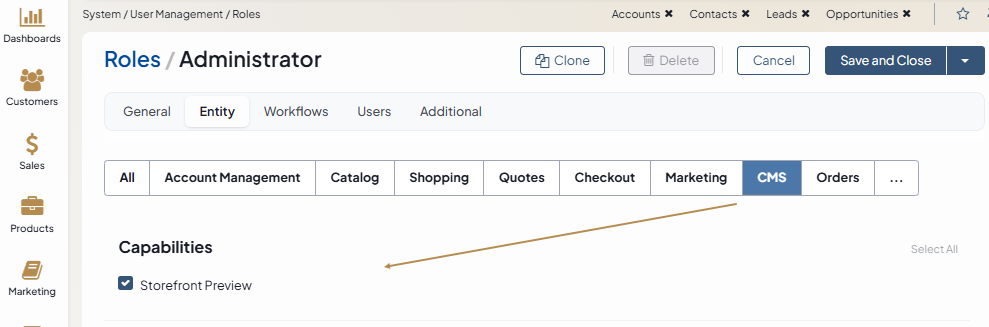 System / User Management / Roles
Accounts ✖ Contacts ✖ Leads ✖ Opportunities ✖
Dashboards
Customers
Sales
Products
Marketing
Roles / Administrator
Clone
Delete
Cancel
Save and Close
General Entity Workflows Users Additional
All Account Management Catalog Shopping Quotes Checkout Marketing CMS Orders ...
Capabilities
Select All
Storefront Preview